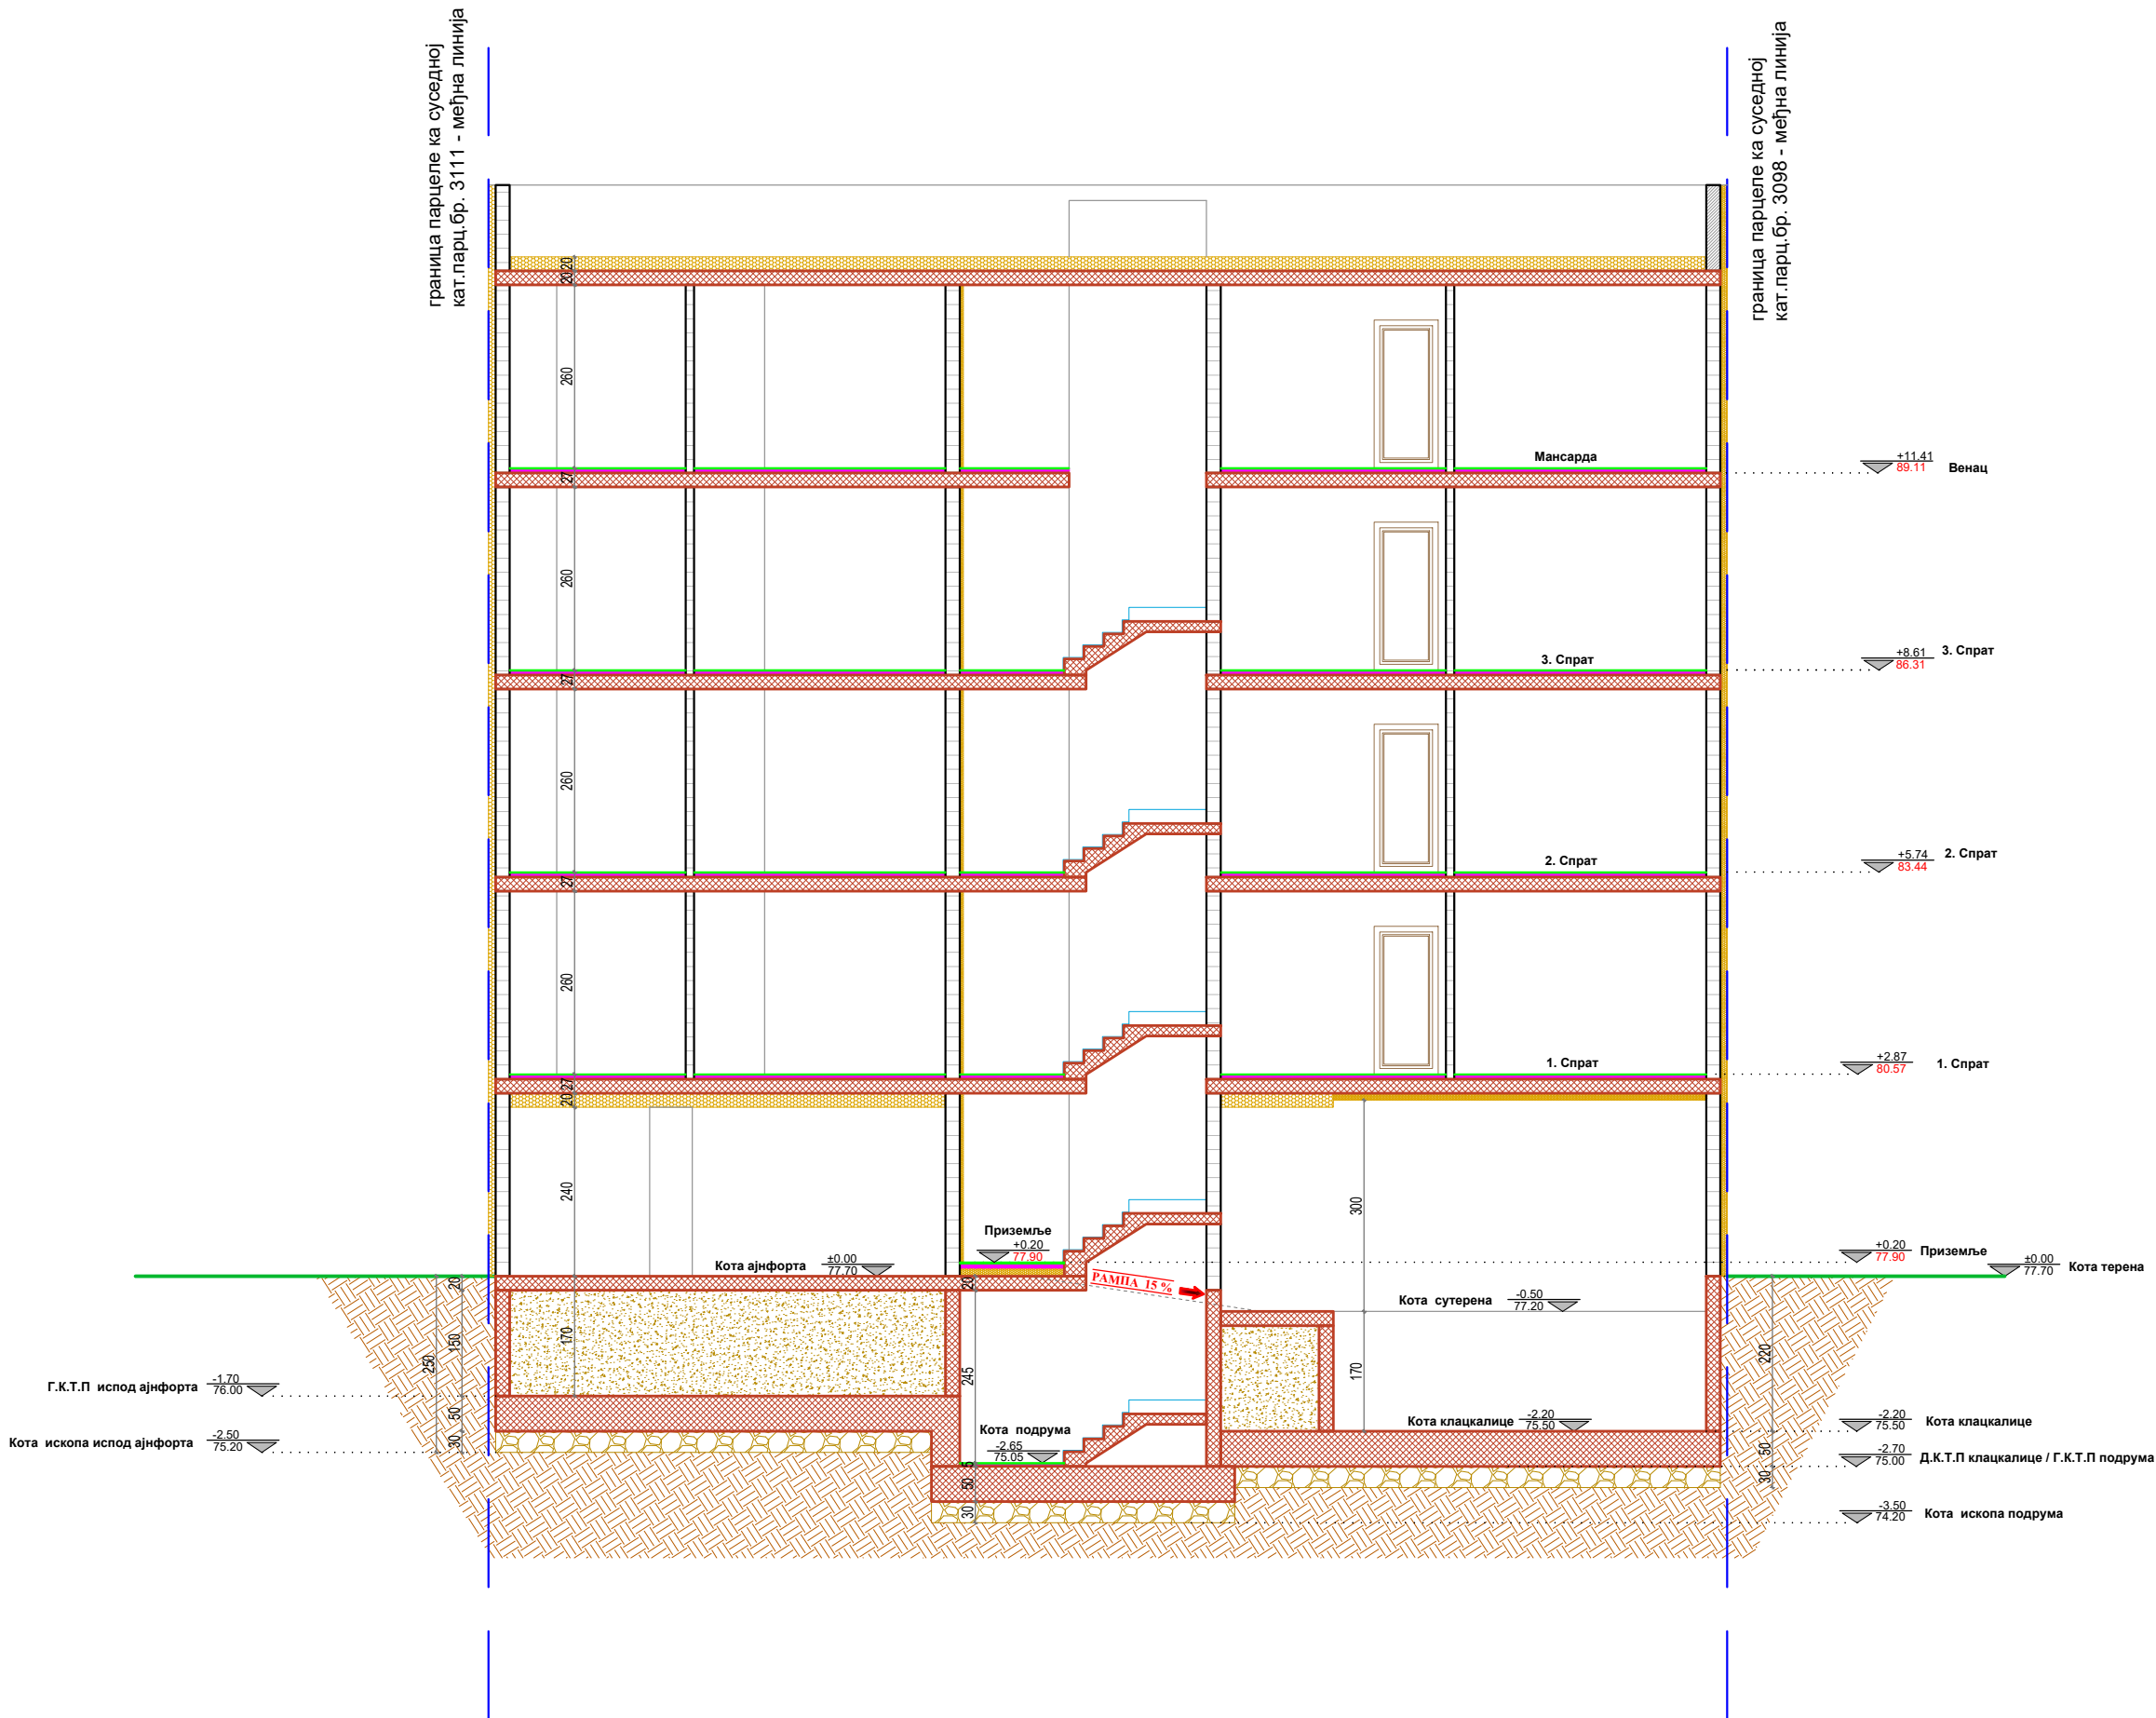 граница парцеле ка суседној
кат.парц.бр. 3111 - међна линија
граница парцеле ка суседној
кат.парц.бр. 3098 - међна линија
20
20
260
Мансарда
+11.41
89.11
Венац
27
260
3. Спрат
+8.61
86.31
3. Спрат
27
260
2. Спрат
+5.74
83.44
2. Спрат
27
260
1. Спрат
+2.87
80.57
1. Спрат
27
20
240
300
Приземље
+0.20
77.90
+0.20
77.90
Приземље
Кота ајнфорта
±0.00
77.70
±0.00
77.70
Кота терена
20
20
РАМПА 15 %
Кота сутерена
-0.50
77.20
250
150
170
245
170
220
Г.К.Т.П испод ајнфорта
-1.70
76.00
50
30
Кота ископа испод ајнфорта
-2.50
75.20
Кота подрума
-2.65
75.05
5
50
30
Кота клацкалице
-2.20
75.50
-2.20
75.50
Кота клацкалице
50
30
-2.70
75.00
Д.К.Т.П клацкалице / Г.К.Т.П подрума
-3.50
74.20
Кота ископа подрума